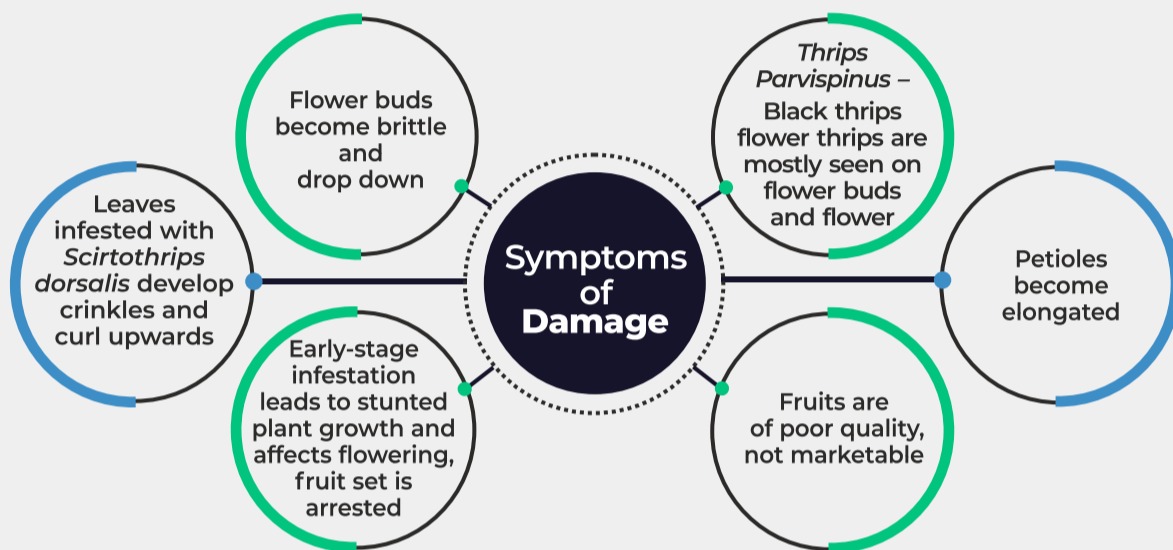 Flower buds
become brittle
and
drop down
Thrips
Parvispinus –
Black thrips
flower thrips are
mostly seen on
flower buds
and flower
Leaves
infested with
Scirtothrips
dorsalis develop
crinkles and
curl upwards
Symptoms
of
Damage
Petioles
become
elongated
Early-stage
infestation
leads to stunted
plant growth and
affects flowering,
fruit set is
arrested
Fruits are
of poor quality,
not marketable